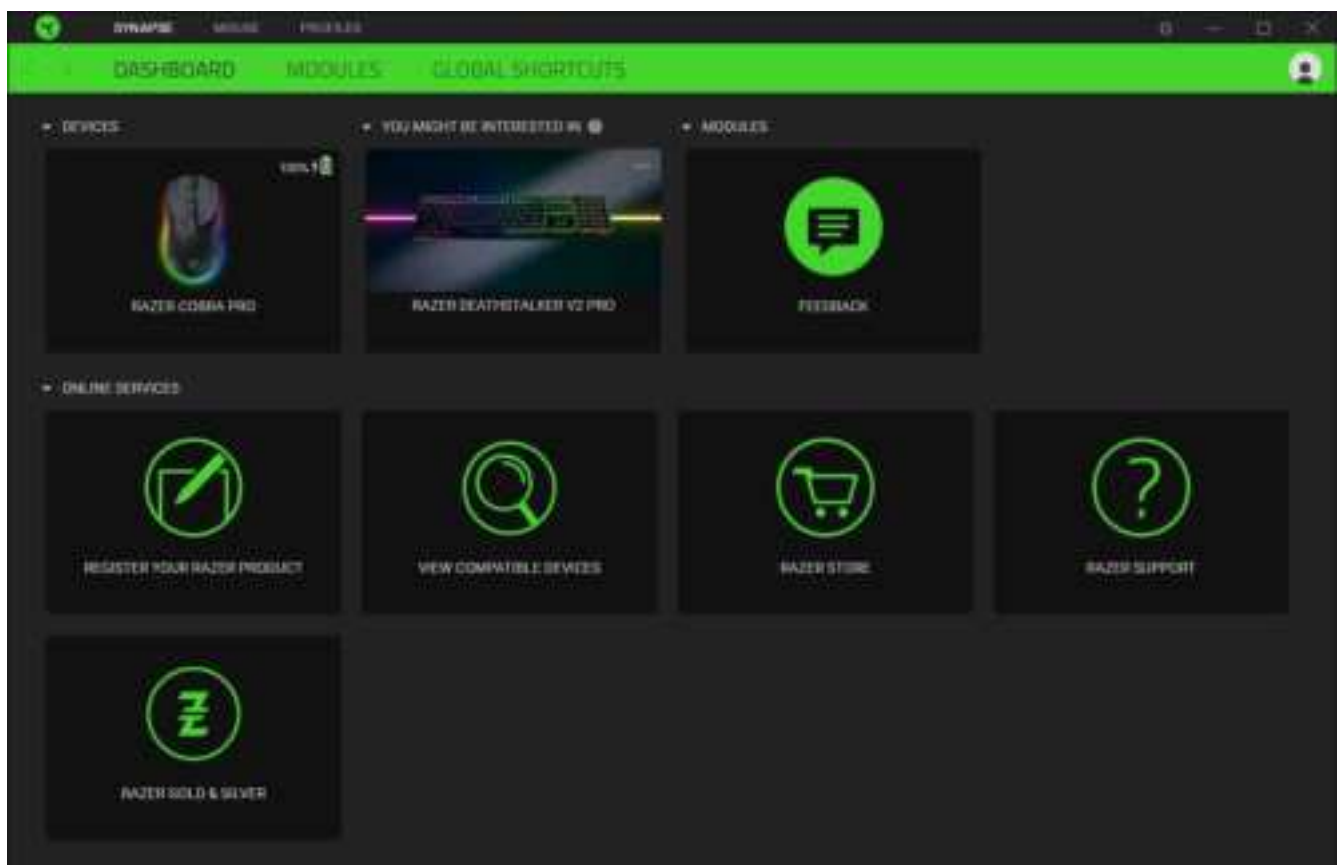 SYNAPSE MOUSE PROFILES
DASHBOARD MODULES GLOBAL SHORTCUTS
DEVICES
YOU MIGHT BE INTERESTED IN
MODULES
100%
RAZER COBRA PRO
RAZER DEATHSTALKER V2 PRO
FEEDBACK
ONLINE SERVICES
REGISTER YOUR RAZER PRODUCT
VIEW COMPATIBLE DEVICES
RAZER STORE
RAZER SUPPORT
RAZER GOLD & SILVER